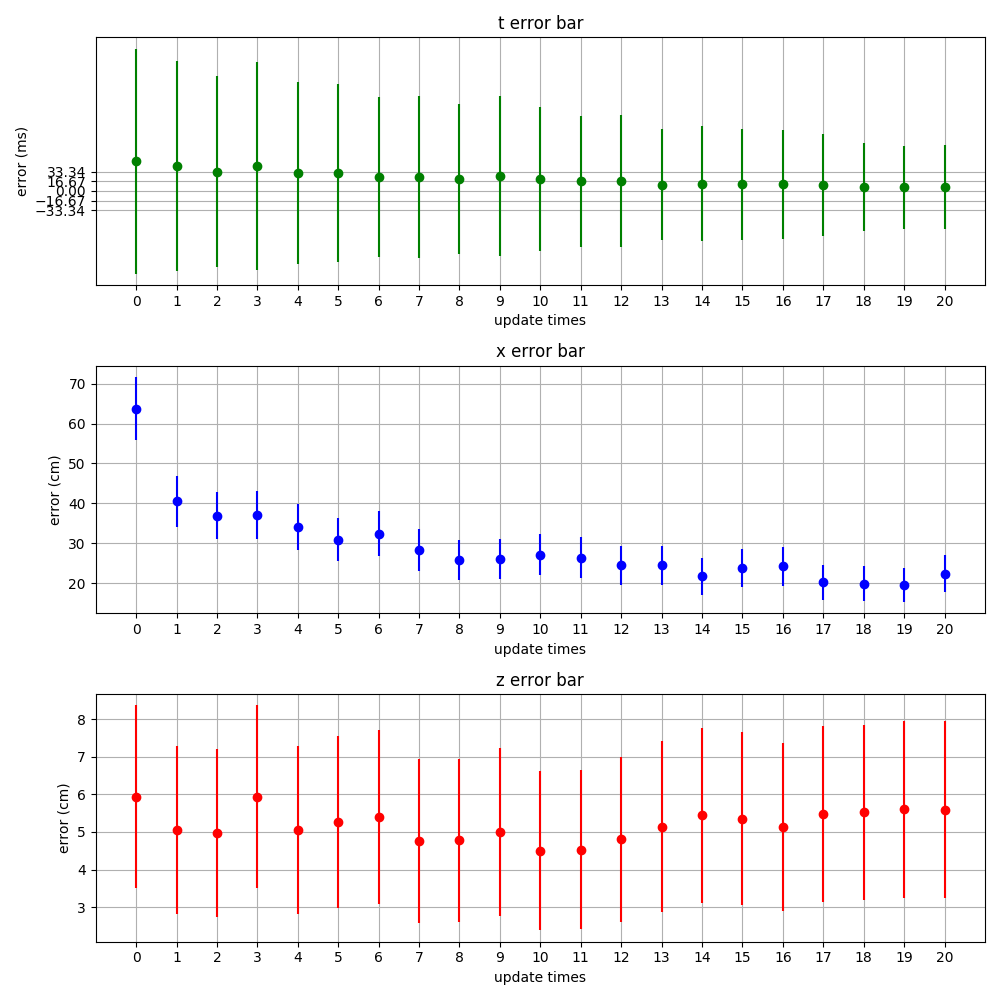 t error bar
error (ms)
33.34
16.67
0.00
−16.67
−33.34
0 1 2 3 4 5 6 7 8 9 10 11 12 13 14 15 16 17 18 19 20
update times
x error bar
error (cm)
70
60
50
40
30
20
0 1 2 3 4 5 6 7 8 9 10 11 12 13 14 15 16 17 18 19 20
update times
z error bar
error (cm)
8
7
6
5
4
3
0 1 2 3 4 5 6 7 8 9 10 11 12 13 14 15 16 17 18 19 20
update times